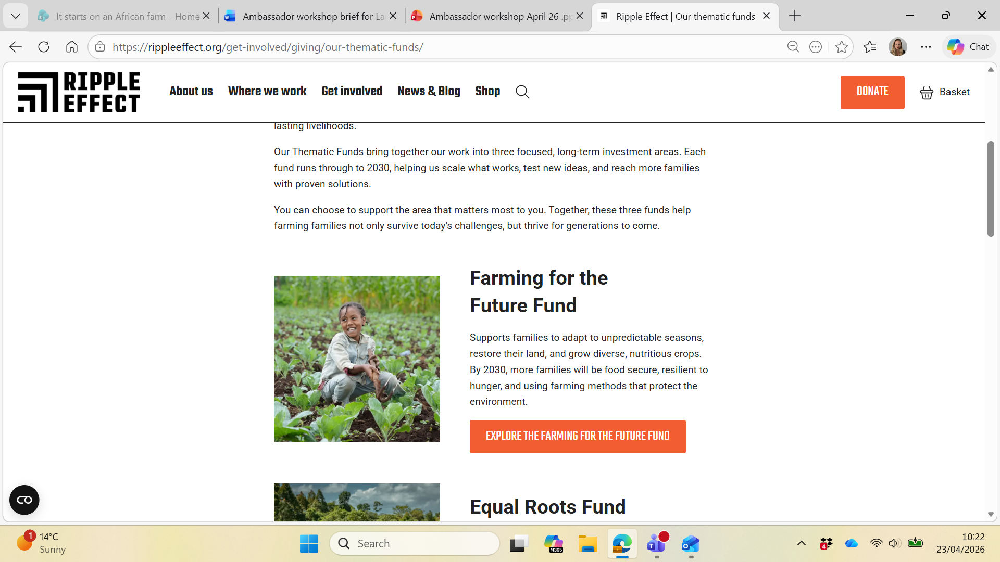 It starts on an African farm - Home
Ambassador workshop brief for La
Ambassador workshop April 26 .pp
Ripple Effect | Our thematic funds
https://rippleeffect.org/get-involved/giving/our-thematic-funds/
Chat
RIPPLE
EFFECT
About us
Where we work
Get involved
News & Blog
Shop
DONATE
Basket
lasting livelihoods.
Our Thematic Funds bring together our work into three focused, long-term investment areas. Each
fund runs through to 2030, helping us scale what works, test new ideas, and reach more families
with proven solutions.
You can choose to support the area that matters most to you. Together, these three funds help
farming families not only survive today’s challenges, but thrive for generations to come.
Farming for the
Future Fund
Supports families to adapt to unpredictable seasons,
restore their land, and grow diverse, nutritious crops.
By 2030, more families will be food secure, resilient to
hunger, and using farming methods that protect the
environment.
EXPLORE THE FARMING FOR THE FUTURE FUND
Equal Roots Fund
1
14°C
Sunny
Search
M365
4
10:22
23/04/2026